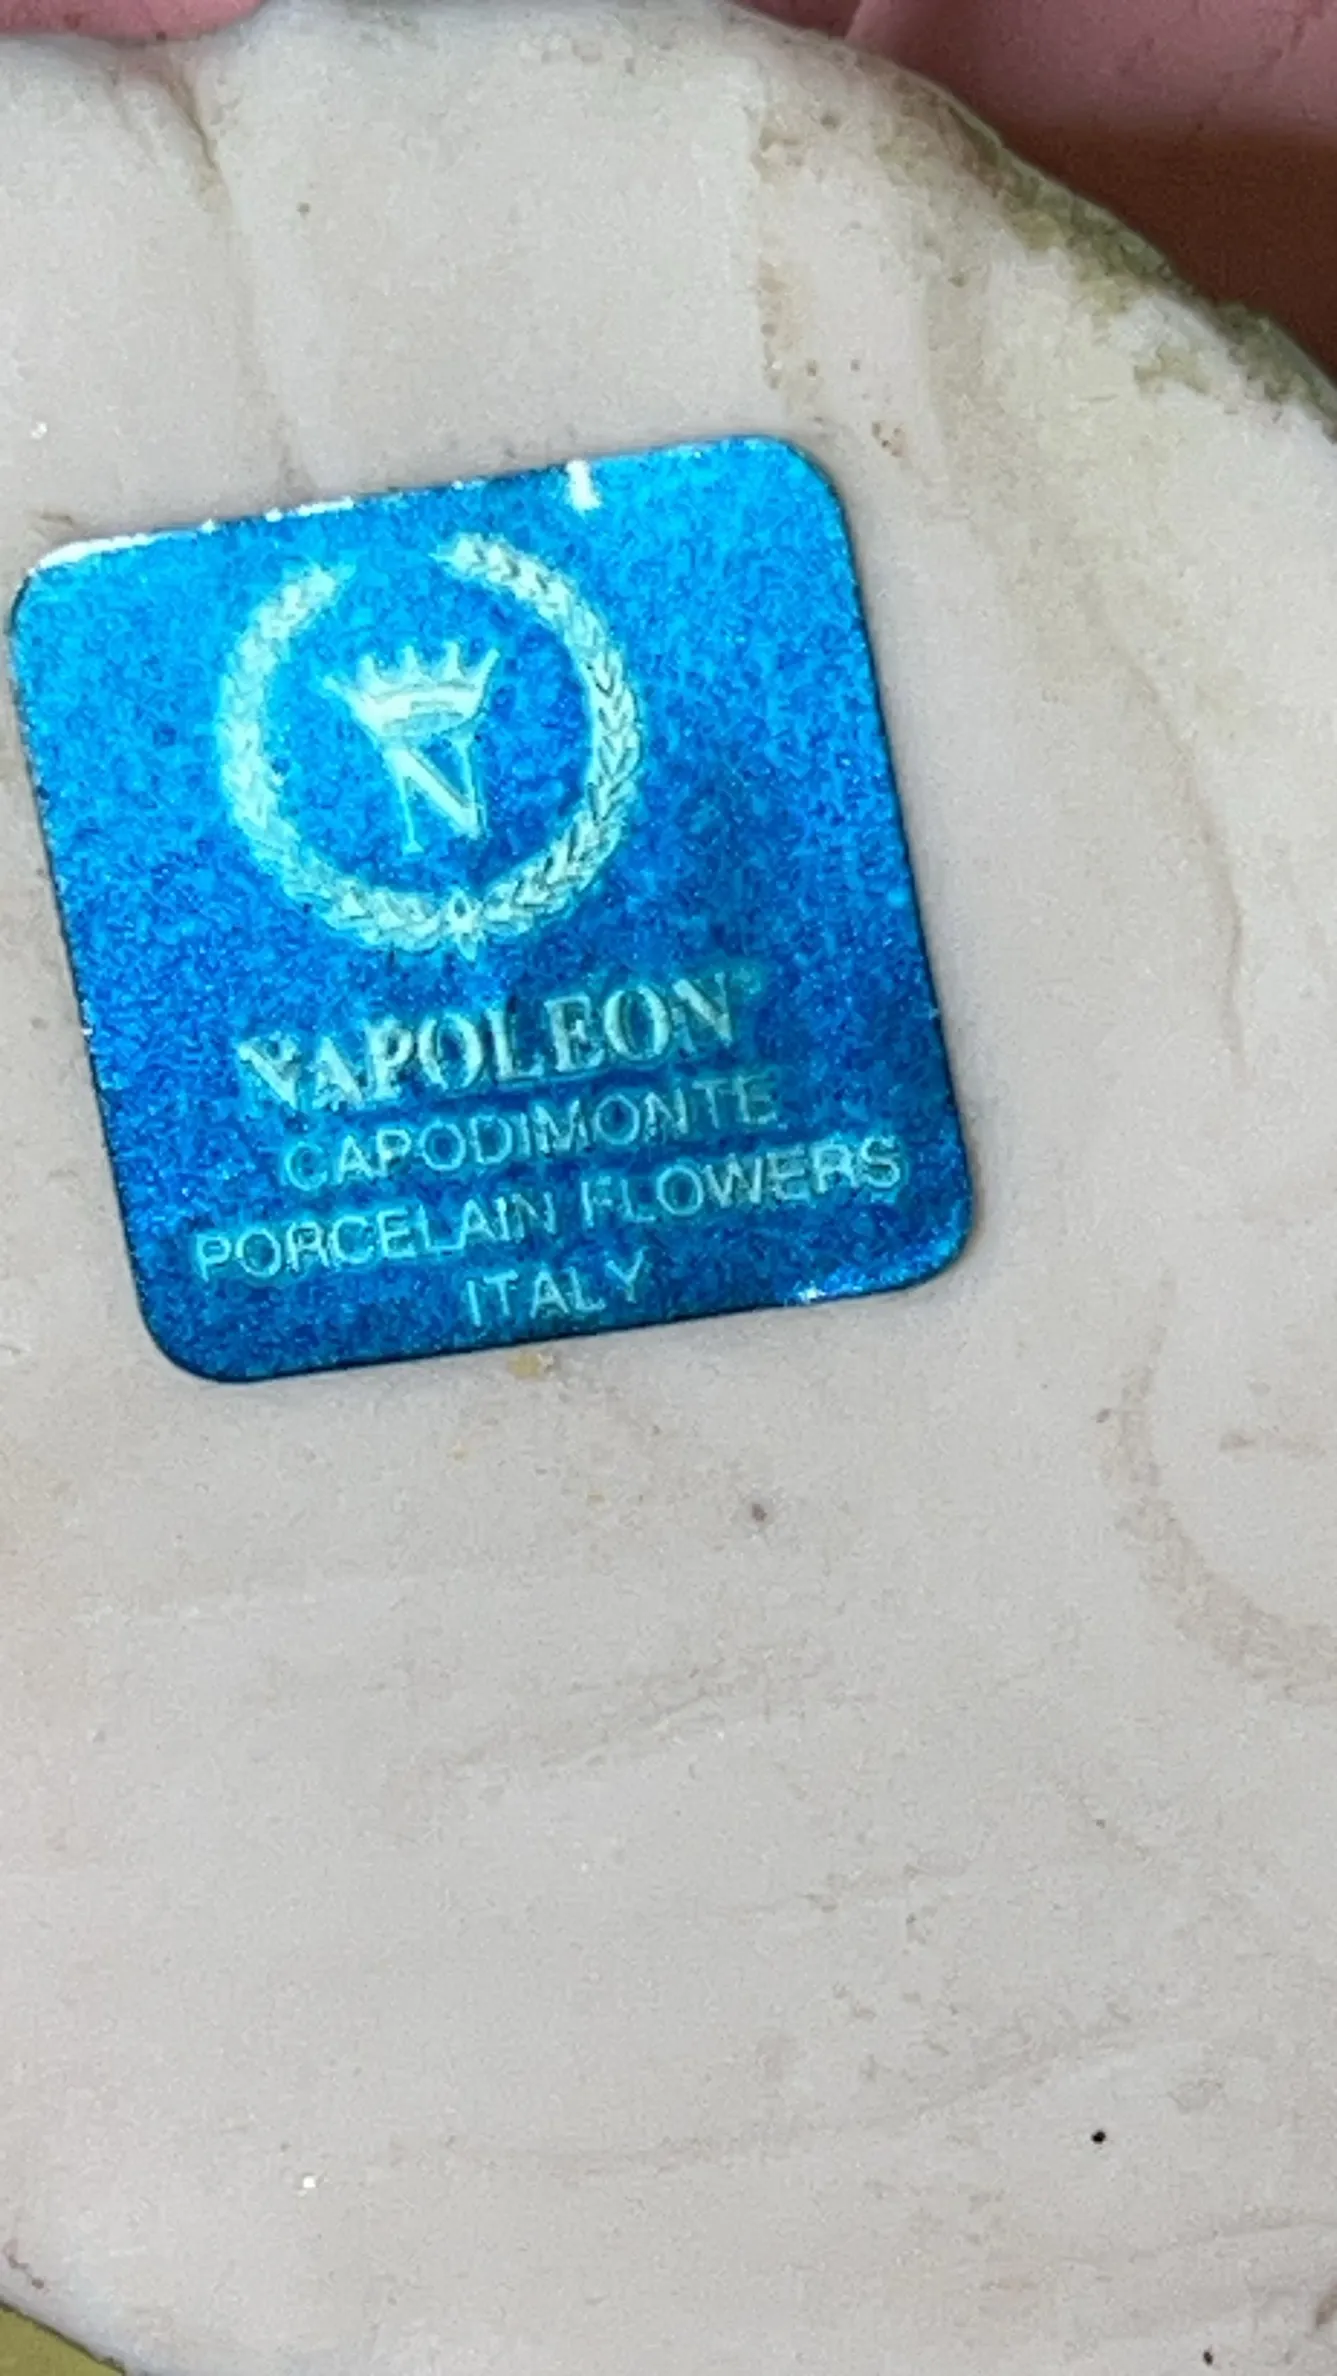 N
NAPOLEON
CAPODIMONTE
PORCELAIN FLOWERS
ITALY